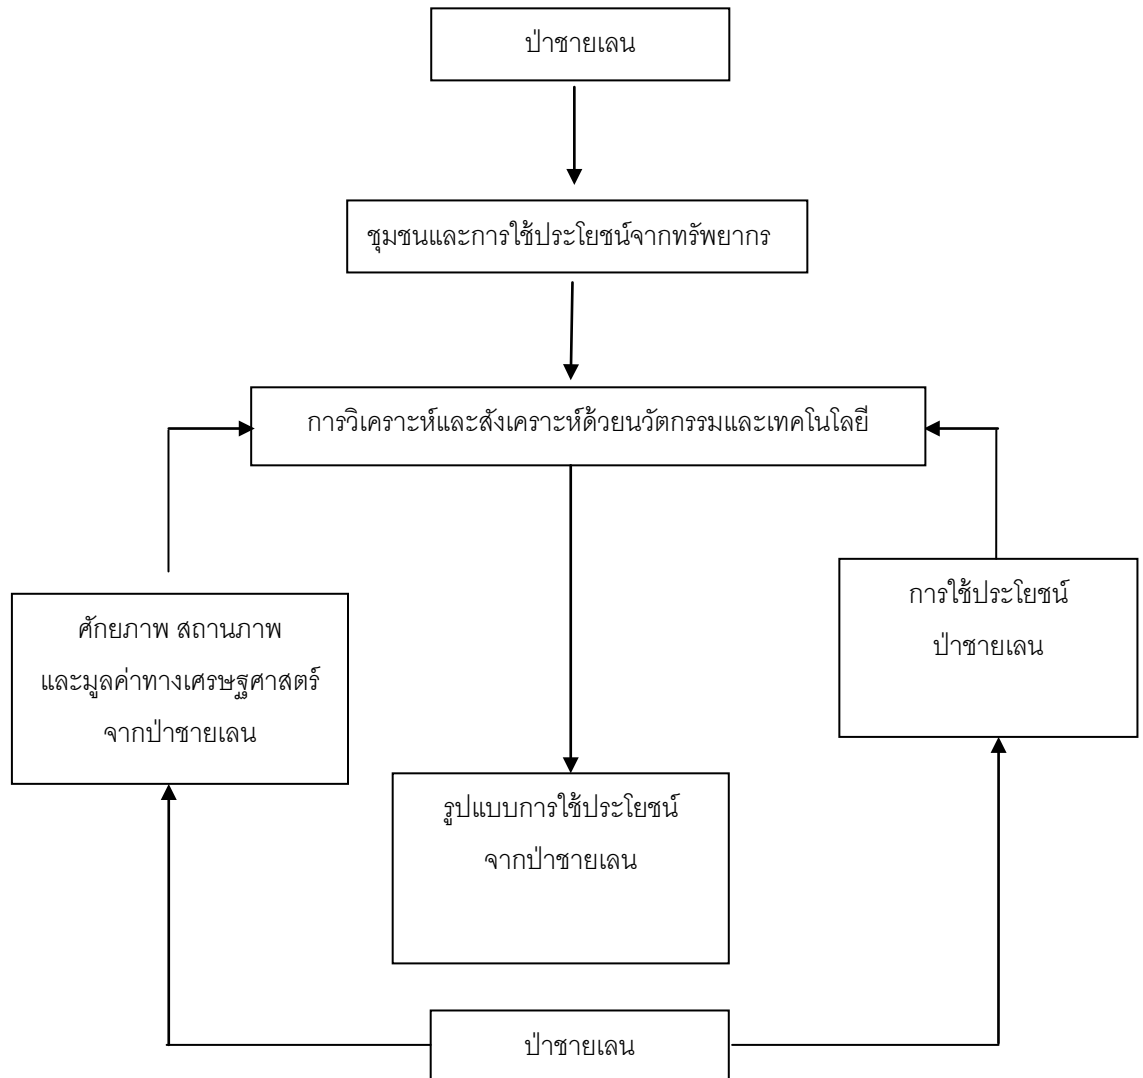 ป่าชายเลน
ชุมชนและการใช้ประโยชน์จากทรัพยากร
การวิเคราะห์และสังเคราะห์ด้วยนวัตกรรมและเทคโนโลยี
ศักยภาพ สถานภาพ
และมูลค่าทางเศรษฐศาสตร์
จากป่าชายเลน
การใช้ประโยชน์
ป่าชายเลน
รูปแบบการใช้ประโยชน์
จากป่าชายเลน
ป่าชายเลน